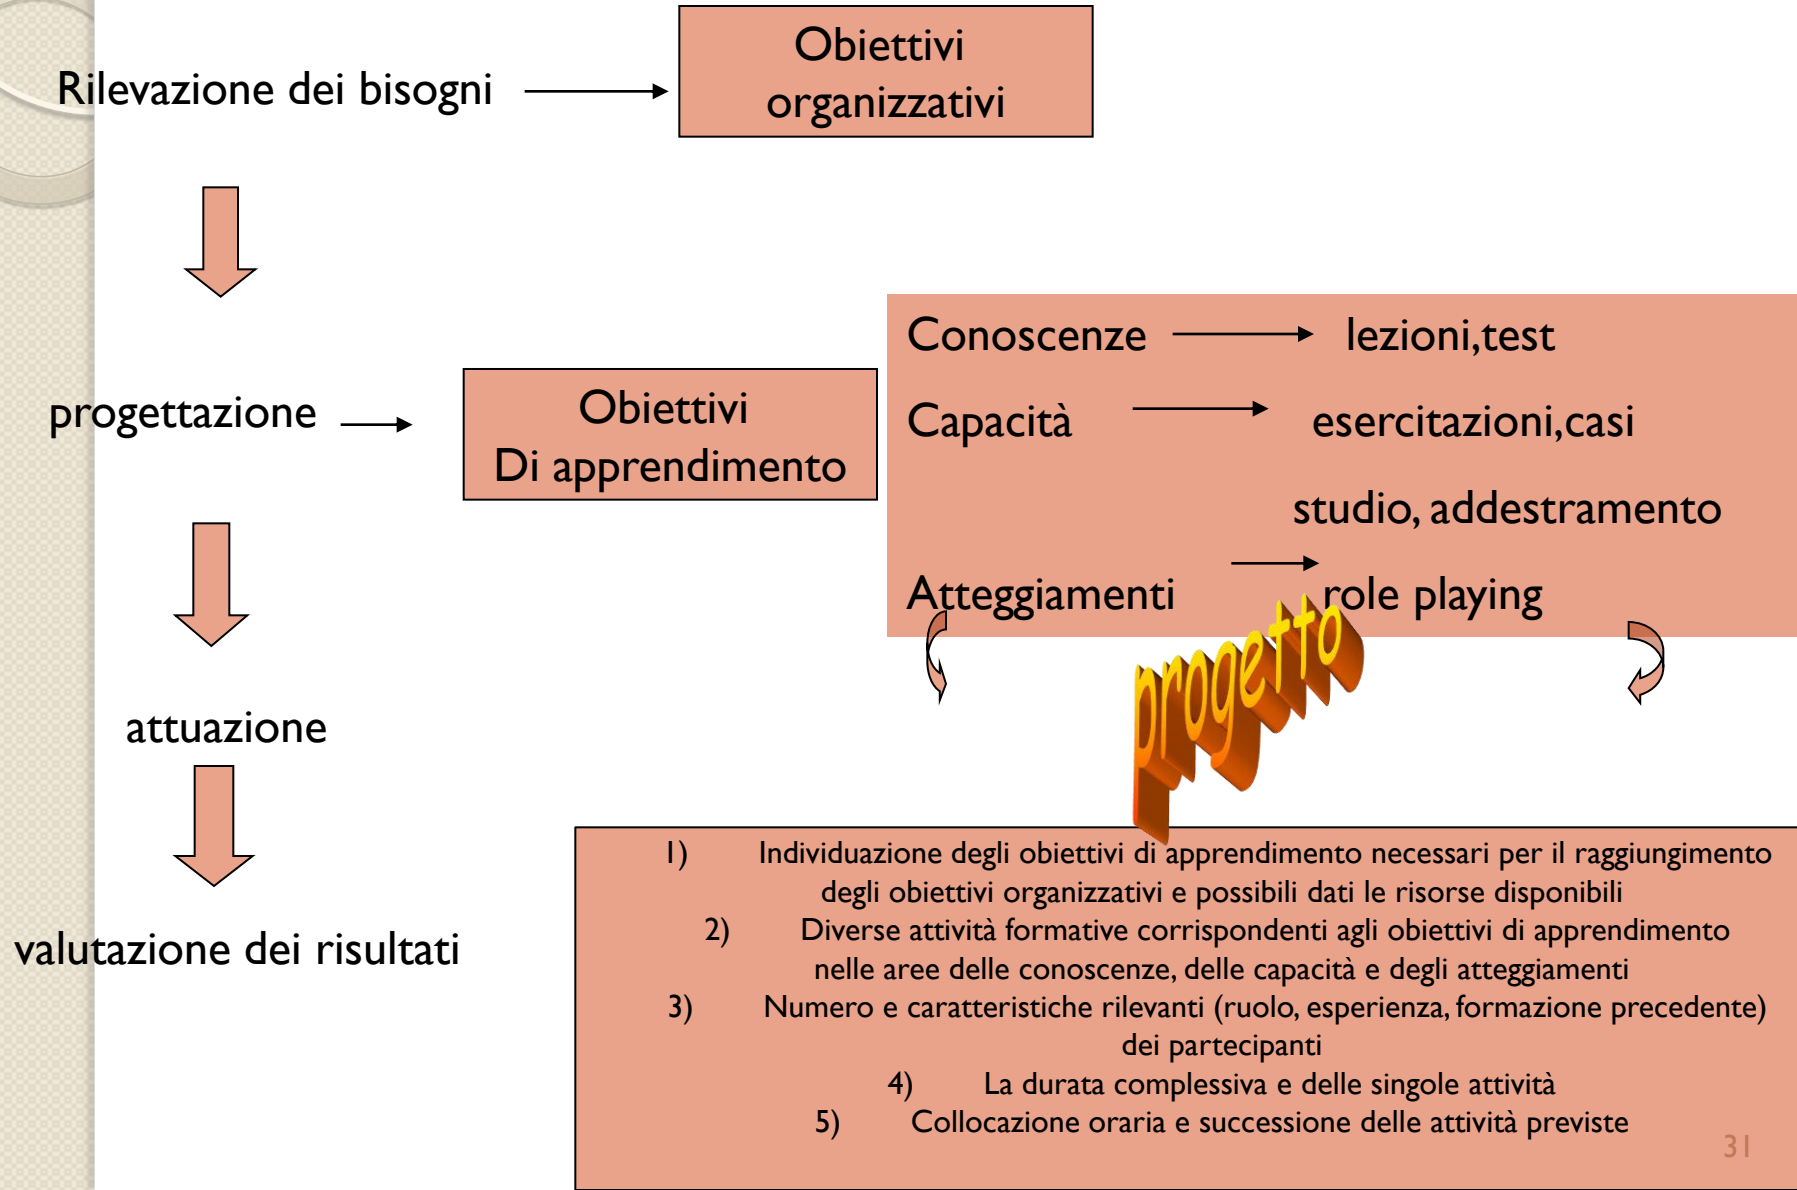 Rilevazione dei bisogni
Obiettivi
organizzativi
progettazione
Obiettivi
Di apprendimento
Conoscenze lezioni,test
Capacità esercitazioni,casi
studio, addestramento
Atteggiamenti role playing
progetto
attuazione
valutazione dei risultati
1) Individuazione degli obiettivi di apprendimento necessari per il raggiungimento
degli obiettivi organizzativi e possibili dati le risorse disponibili
2) Diverse attività formative corrispondenti agli obiettivi di apprendimento
nelle aree delle conoscenze, delle capacità e degli atteggiamenti
3) Numero e caratteristiche rilevanti (ruolo, esperienza, formazione precedente)
dei partecipanti
4) La durata complessiva e delle singole attività
5) Collocazione oraria e successione delle attività previste
31